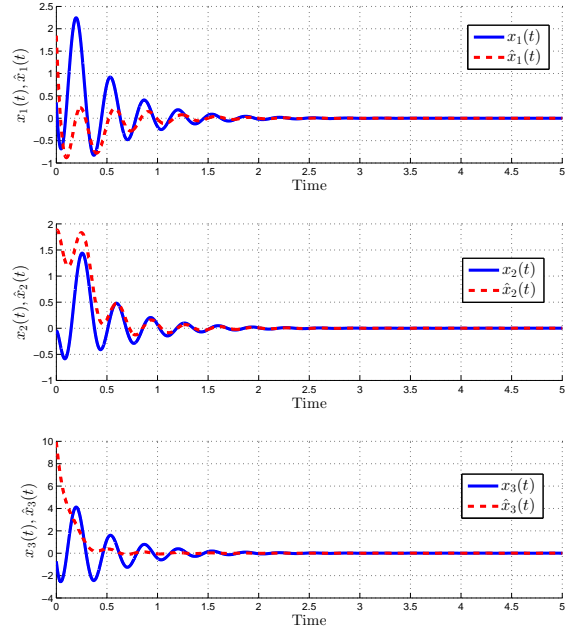 2.5
2
1.5
1
0.5
0
−0.5
−1
x₁(t), x̂₁(t)
x₁(t)
x̂₁(t)
0 0.5 1 1.5 2 2.5 3 3.5 4 4.5 5
Time
2
1.5
1
0.5
0
−0.5
−1
x₂(t), x̂₂(t)
x₂(t)
x̂₂(t)
0 0.5 1 1.5 2 2.5 3 3.5 4 4.5 5
Time
10
8
6
4
2
0
−2
−4
x₃(t), x̂₃(t)
x₃(t)
x̂₃(t)
0 0.5 1 1.5 2 2.5 3 3.5 4 4.5 5
Time